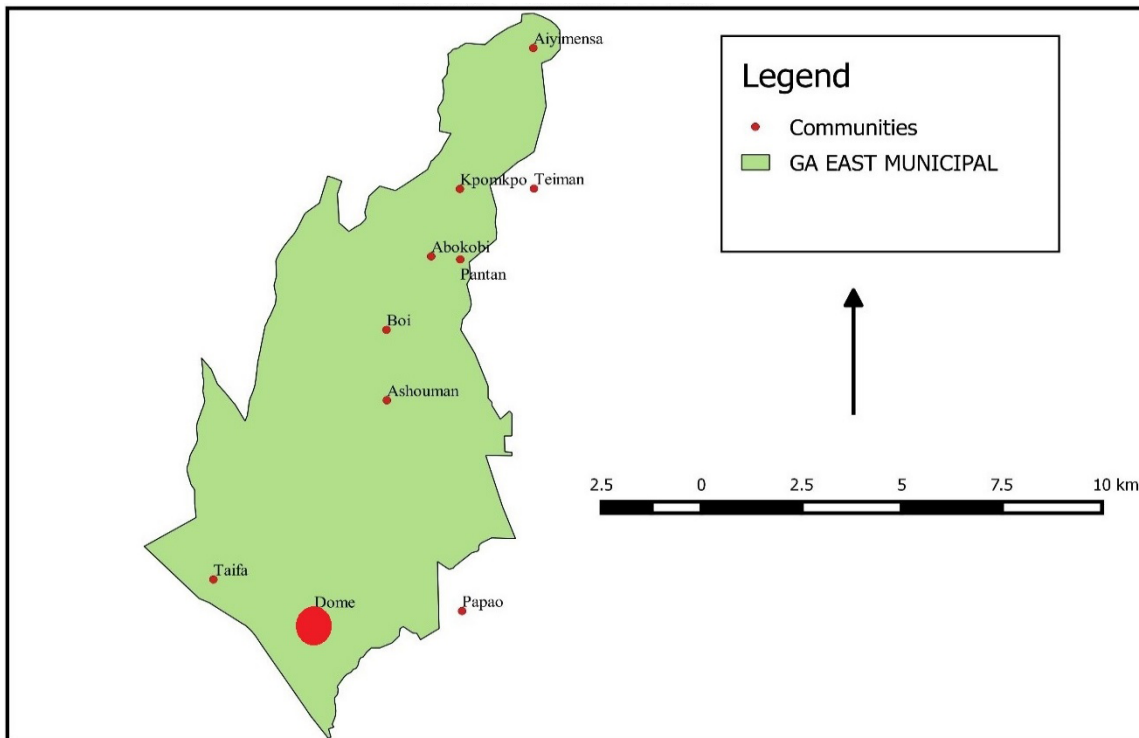 Aiyimensa
Legend
Communities
GA EAST MUNICIPAL
Kpomkpo
Teiman
Abokobi
Pantan
Boi
Ashouman
2.5 0 2.5 5 7.5 10 km
Taifa
Dome
Papao